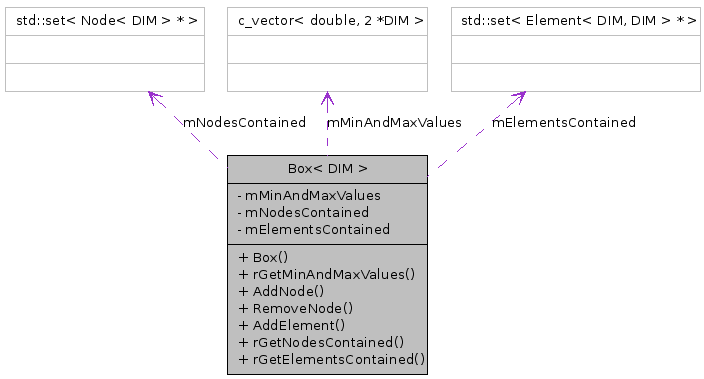 std::set< Node< DIM > * >
c_vector< double, 2 *DIM >
std::set< Element< DIM, DIM > * >
mNodesContained
mMinAndMaxValues
mElementsContained
Box< DIM >
- mMinAndMaxValues
- mNodesContained
- mElementsContained
+ Box()
+ rGetMinAndMaxValues()
+ AddNode()
+ RemoveNode()
+ AddElement()
+ rGetNodesContained()
+ rGetElementsContained()